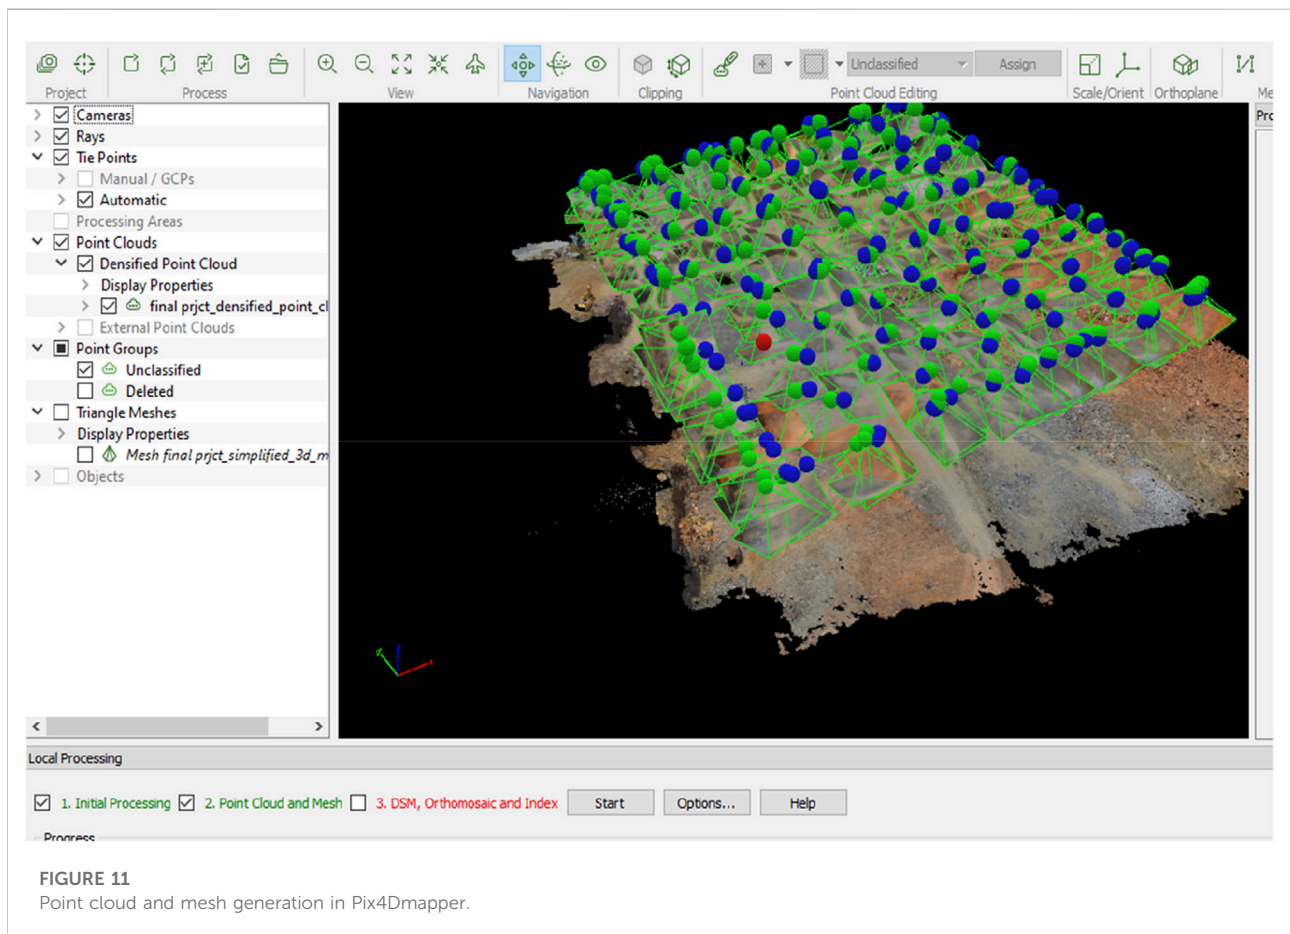 Unclassified
Assign
Project
Process
View
Navigation
Clipping
Point Cloud Editing
Scale/Orient
Orthoplane
Me
Cameras
Prc
Rays
Tie Points
Manual / GCPs
Automatic
Processing Areas
Point Clouds
Densified Point Cloud
Display Properties
final prjct_densified_point_cl
External Point Clouds
Point Groups
Unclassified
Deleted
Triangle Meshes
Display Properties
Mesh final prjct_simplified_3d_m
Objects
Local Processing
1. Initial Processing
2. Point Cloud and Mesh
3. DSM, Orthomosaic and Index
Start
Options...
Help
Progress
FIGURE 11
Point cloud and mesh generation in Pix4Dmapper.